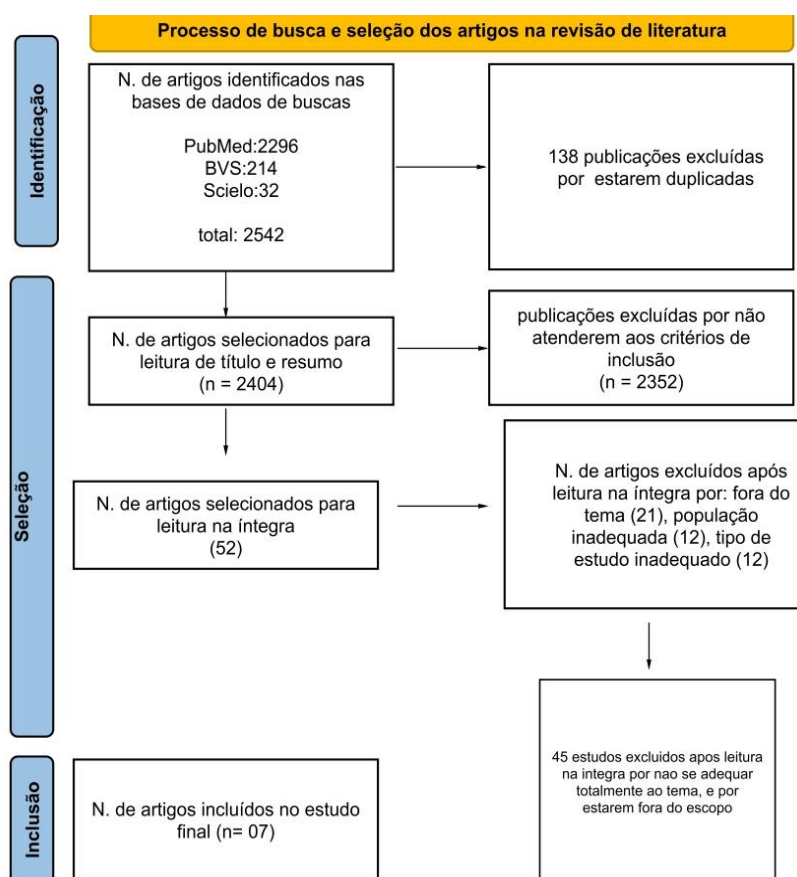 Processo de busca e seleção dos artigos na revisão de literatura
Identificação
N. de artigos identificados nas
bases de dados de buscas
PubMed:2296
BVS:214
Scielo:32
total: 2542
138 publicações excluídas
por estarem duplicadas
Seleção
N. de artigos selecionados para
leitura de título e resumo
(n = 2404)
publicações excluídas por não
atenderem aos critérios de
inclusão
(n = 2352)
N. de artigos selecionados para
leitura na íntegra
(52)
N. de artigos excluídos após
leitura na íntegra por: fora do
tema (21), população
inadequada (12), tipo de
estudo inadequado (12)
45 estudos excluidos apos leitura
na integra por nao se adequar
totalmente ao tema, e por
estarem fora do escopo
Inclusão
N. de artigos incluídos no estudo
final (n= 07)